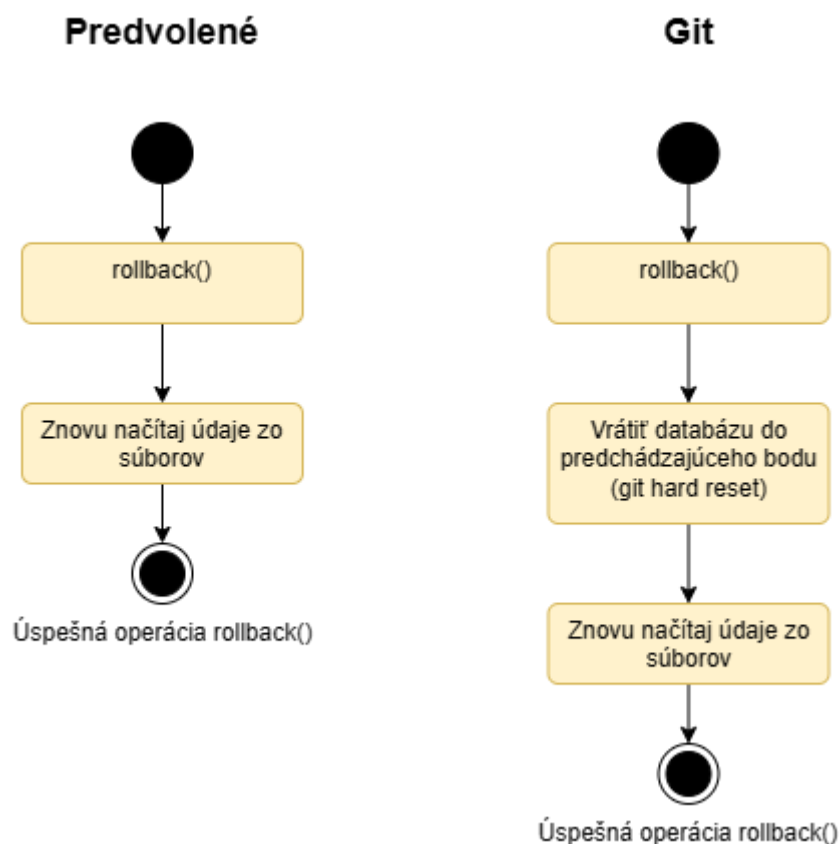 Predvolené
rollback()
Znovu načítaj údaje zo
súborov
Úspešná operácia rollback()
Git
rollback()
Vrátiť databázu do
predchádzajúceho bodu
(git hard reset)
Znovu načítaj údaje zo
súborov
Úspešná operácia rollback()